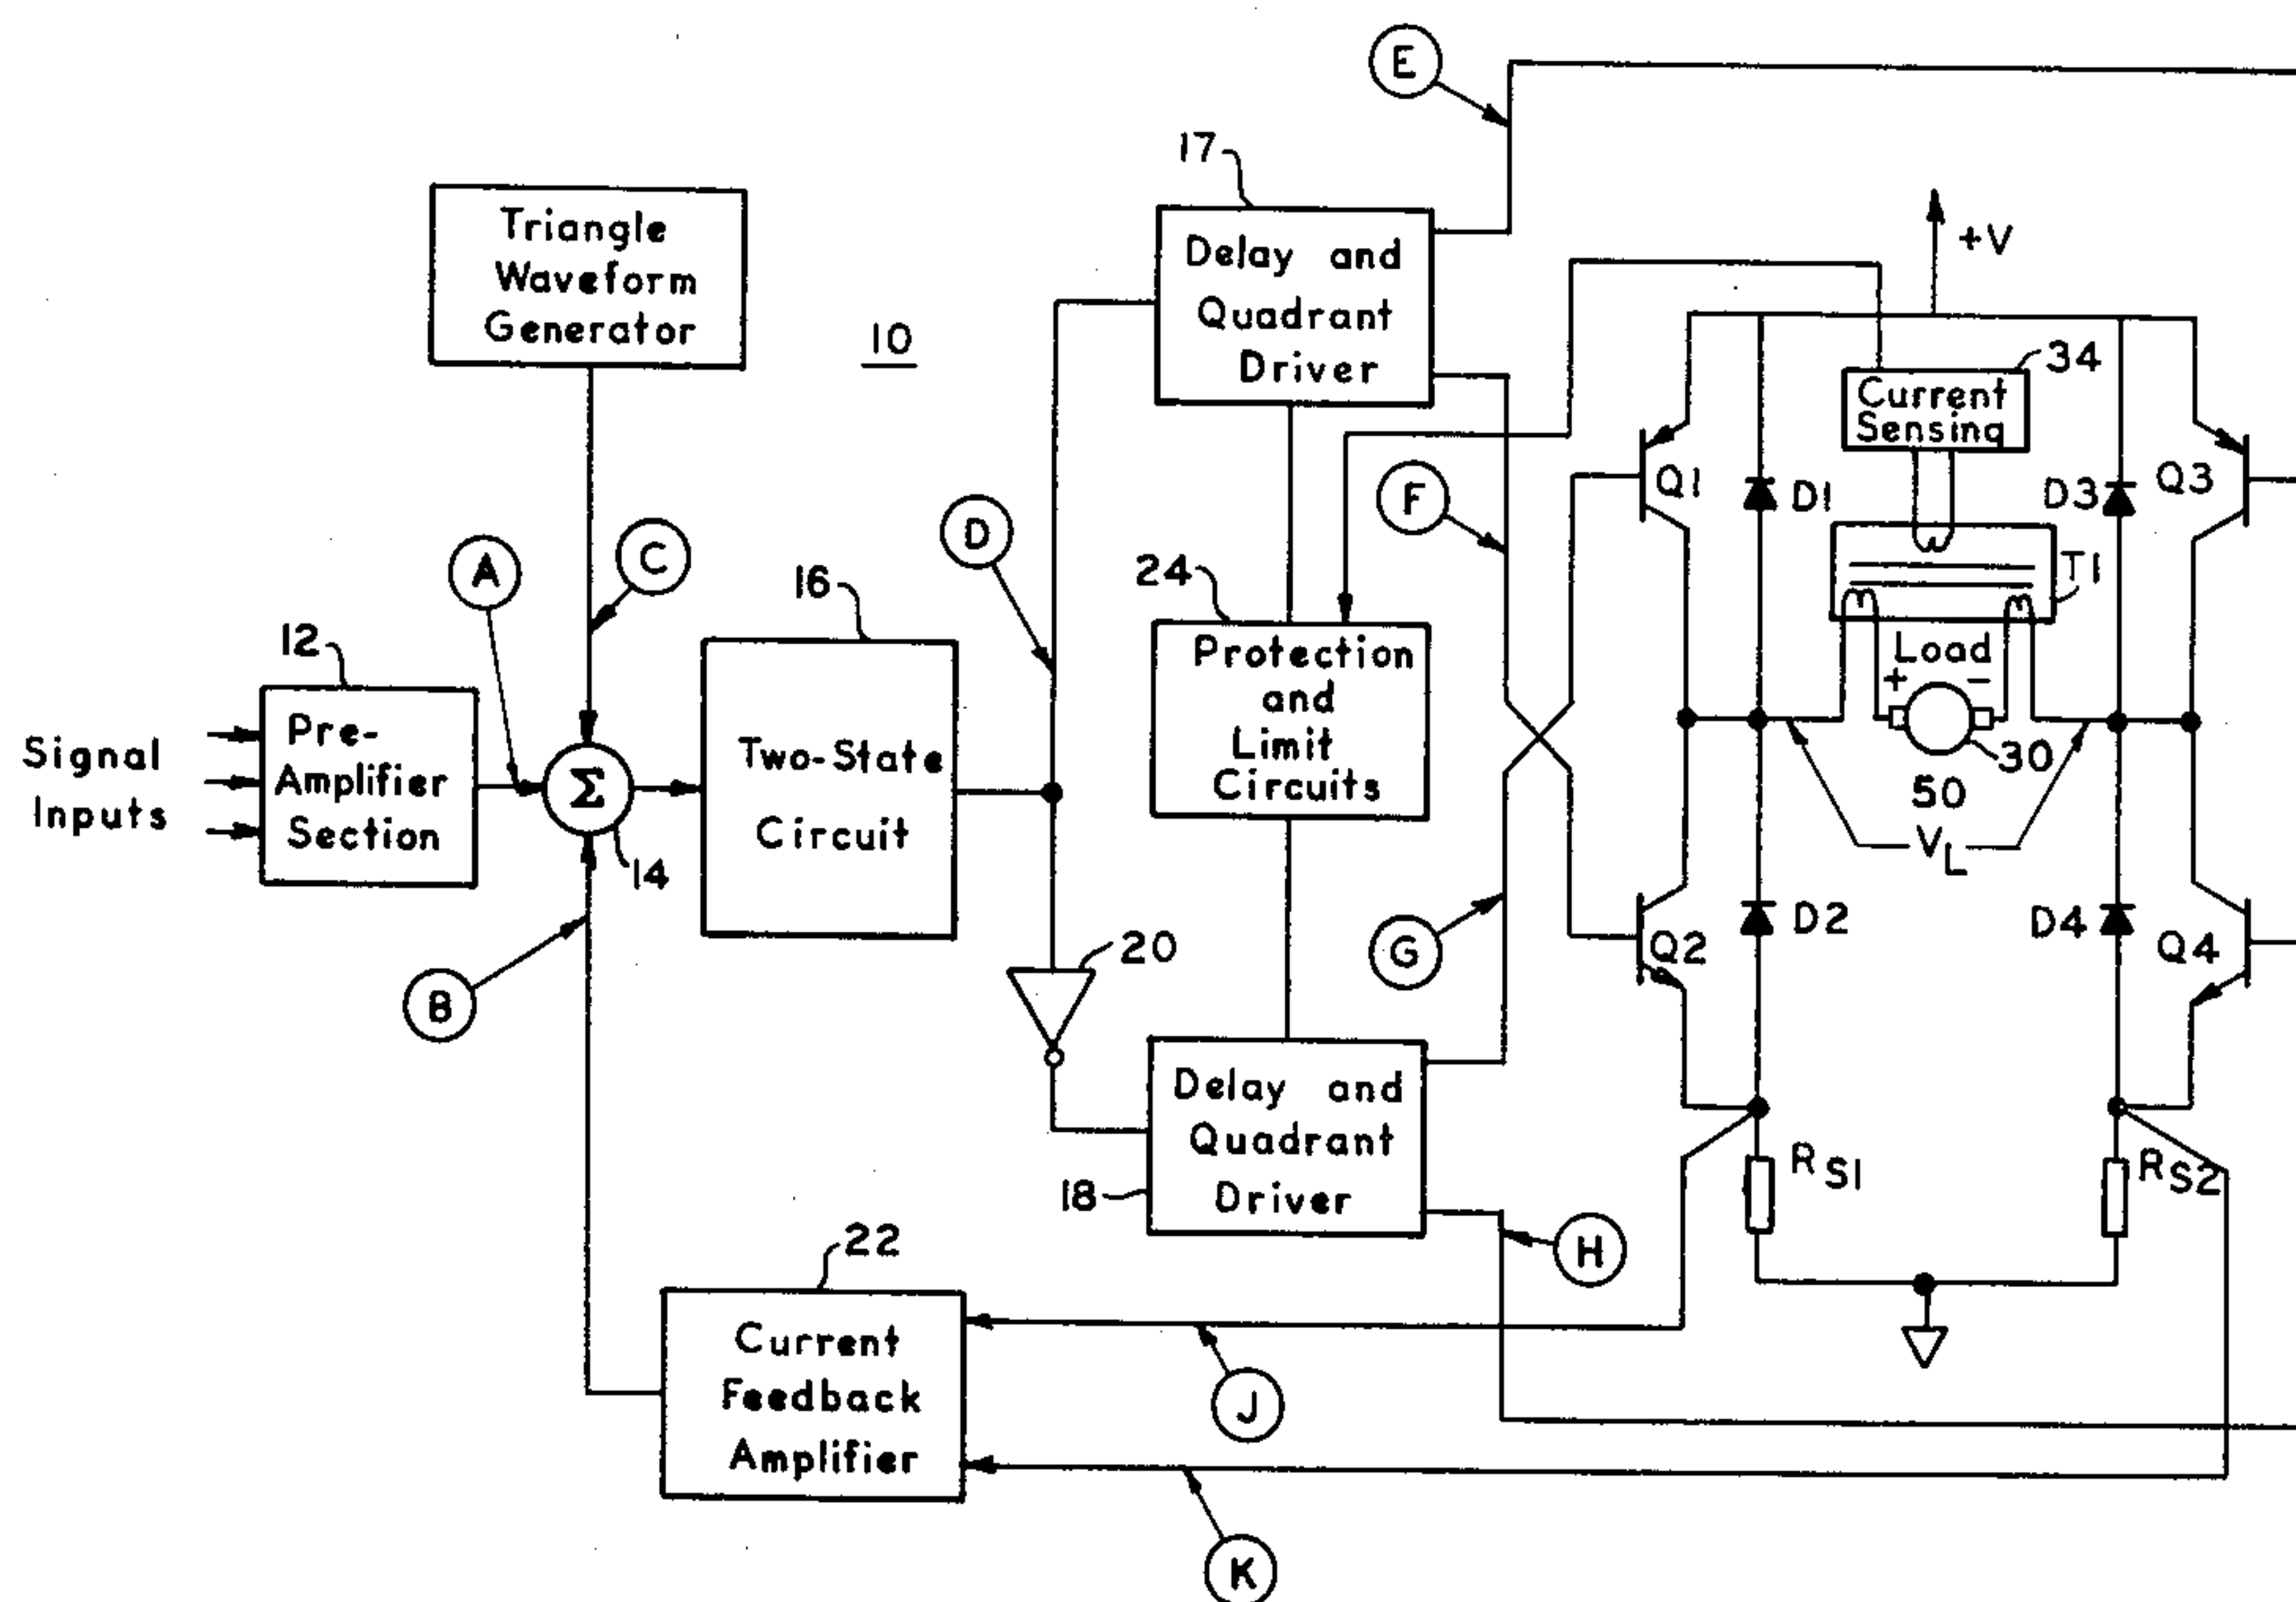 E
17
Triangle
Waveform
Generator
10
Delay and
Quadrant
Driver
+V
34
Current
Sensing
Q1
D1
D3
Q3
T1
F
D
C
A
16
24
12
Signal
Inputs
Pre-
Amplifier
Section
Σ
14
Two-State
Circuit
Protection
and
Limit
Circuits
Load
+ −
30
50
VL
B
20
G
Q2
D2
D4
Q4
Delay and
Quadrant
Driver
18
RS1
RS2
H
22
Current
Feedback
Amplifier
J
K